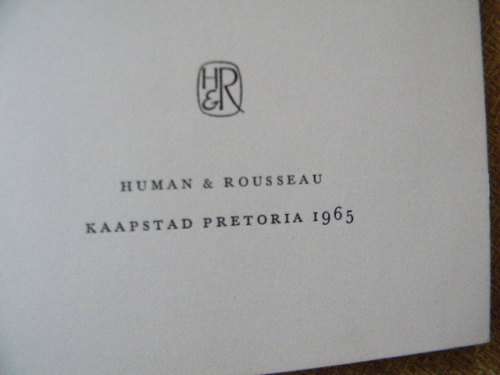 H&R
HUMAN & ROUSSEAU
KAAPSTAD PRETORIA 1965